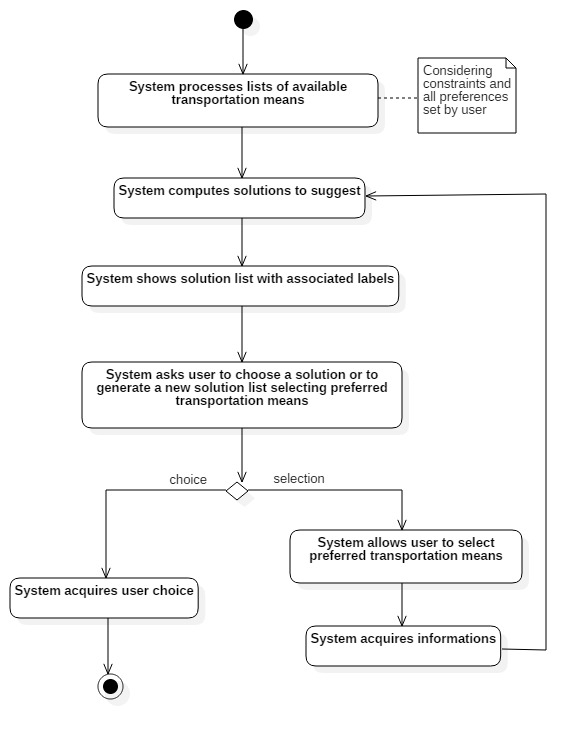 System processes lists of available
transportation means
Considering
constraints and
all preferences
set by user
System computes solutions to suggest
System shows solution list with associated labels
System asks user to choose a solution or to
generate a new solution list selecting preferred
transportation means
choice
selection
System allows user to select
preferred transportation means
System acquires user choice
System acquires informations